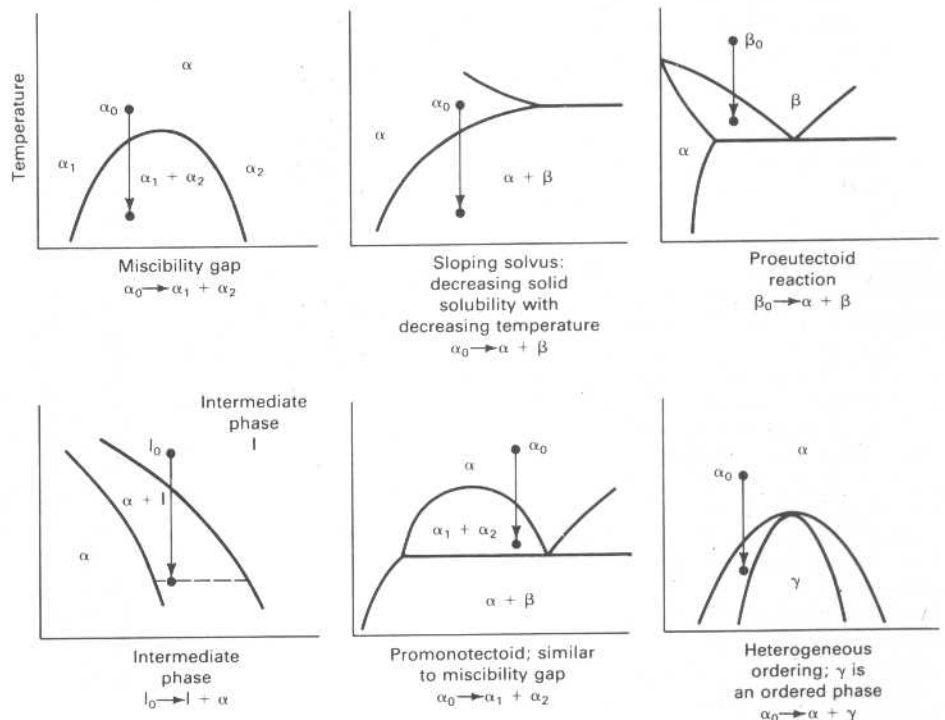 Temperature
α
α₀
α₁
α₁ + α₂
α₂
Miscibility gap
α₀→α₁ + α₂
α₀
α
α + β
Sloping solvus:
decreasing solid
solubility with
decreasing temperature
α₀→α + β
β₀
β
α
Proeutectoid
reaction
β₀→α + β
Intermediate
phase
I
I₀
α + I
α
Intermediate
phase
I₀→I + α
α₀
α
α₁ + α₂
α + β
Promonotectoid; similar
to miscibility gap
α₀→α₁ + α₂
α
α₀
γ
Heterogeneous
ordering; γ is
an ordered phase
α₀→α + γ